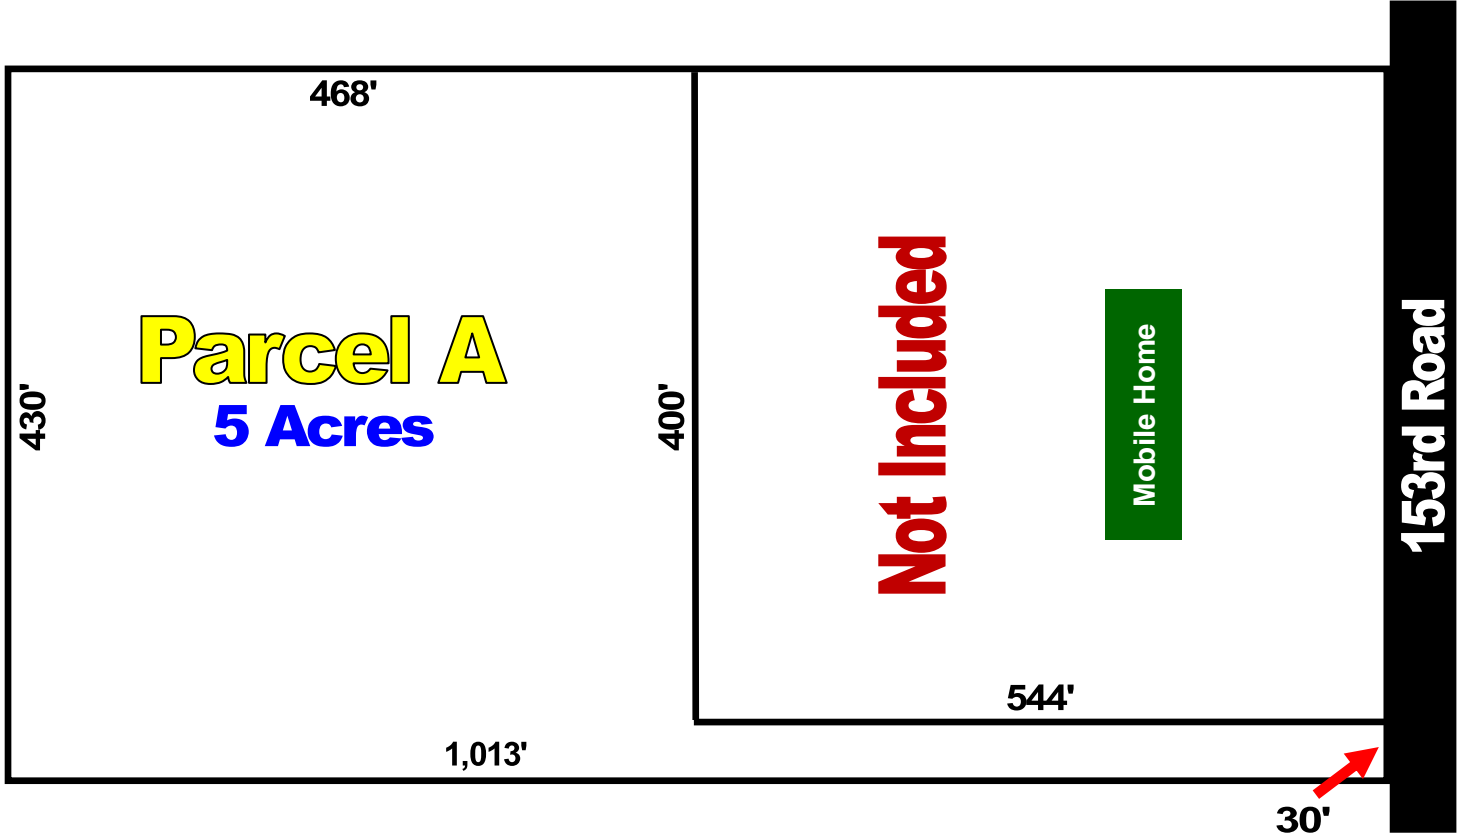 468'
Parcel A
5 Acres
430'
400'
Not Included
Mobile Home
153rd Road
544'
1,013'
30'